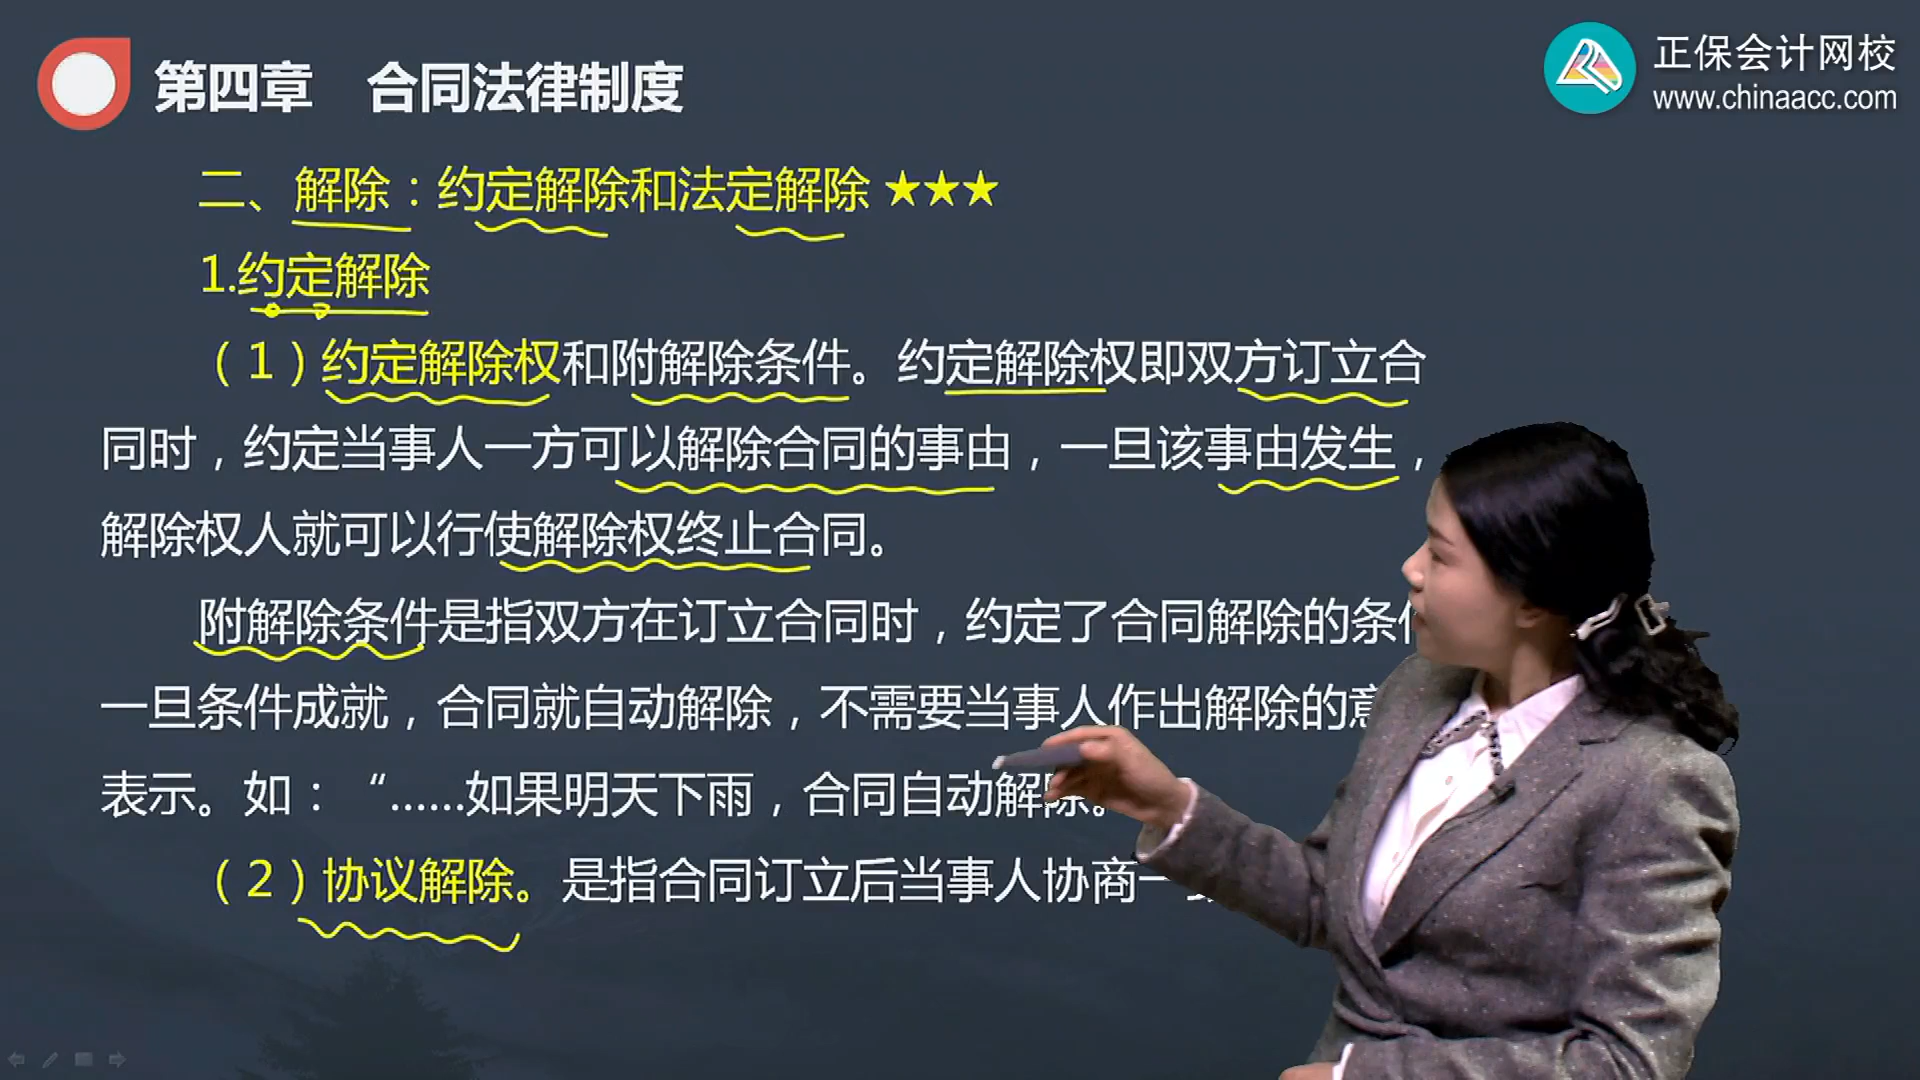 第四章 合同法律制度
正保会计网校
www.chinaacc.com
二、解除：约定解除和法定解除★★★
1.约定解除
（1）约定解除权和附解除条件。约定解除权即双方订立合
同时，约定当事人一方可以解除合同的事由，一旦该事由发生，
解除权人就可以行使解除权终止合同。
附解除条件是指双方在订立合同时，约定了合同解除的条
一旦条件成就，合同就自动解除，不需要当事人作出解除的
表示。如：“……如果明天下雨，合同自动解除。
（2）协议解除。是指合同订立后当事人协商一